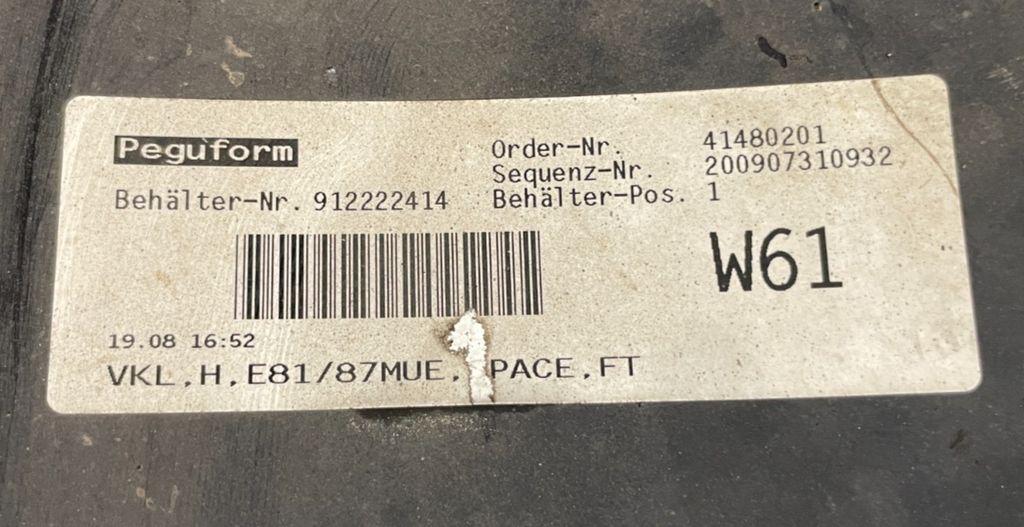 Peguform
Order-Nr. 41480201
Sequenz-Nr. 200907310932
Behälter-Nr. 912222414
Behälter-Pos. 1
W61
19.08 16:52
VKL,H,E81/87MUE, PACE,FT